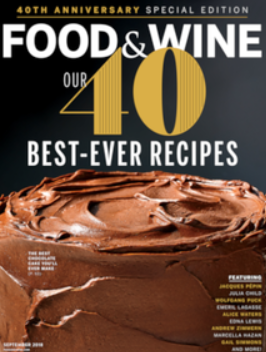 40TH ANNIVERSARY SPECIAL EDITION
FOOD & WINE
OUR
40
BEST-EVER RECIPES
THE BEST
CHOCOLATE
CAKE YOU'LL
EVER MAKE
FEATURING
JACQUES PÉPIN
JULIA CHILD
WOLFGANG PUCK
EMERIL LAGASSE
ALICE WATERS
EDNA LEWIS
ANDREW ZIMMERN
MARCELLA HAZAN
GAIL SIMMONS
AND MORE!
SEPTEMBER 2018